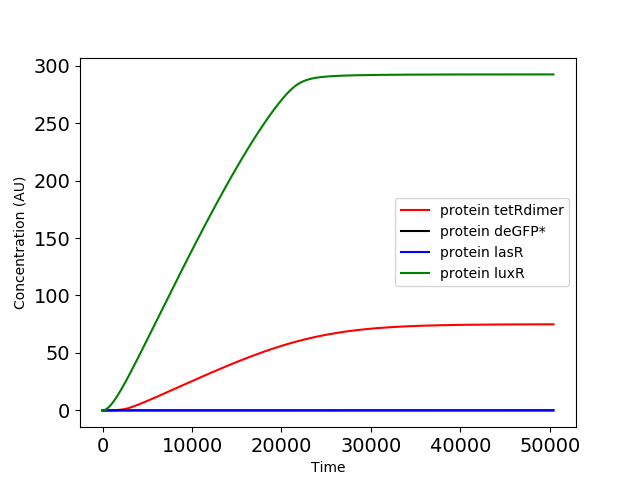 300
250
200
150
100
50
0
Concentration (AU)
protein tetRdimer
protein deGFP*
protein lasR
protein luxR
0 10000 20000 30000 40000 50000
Time